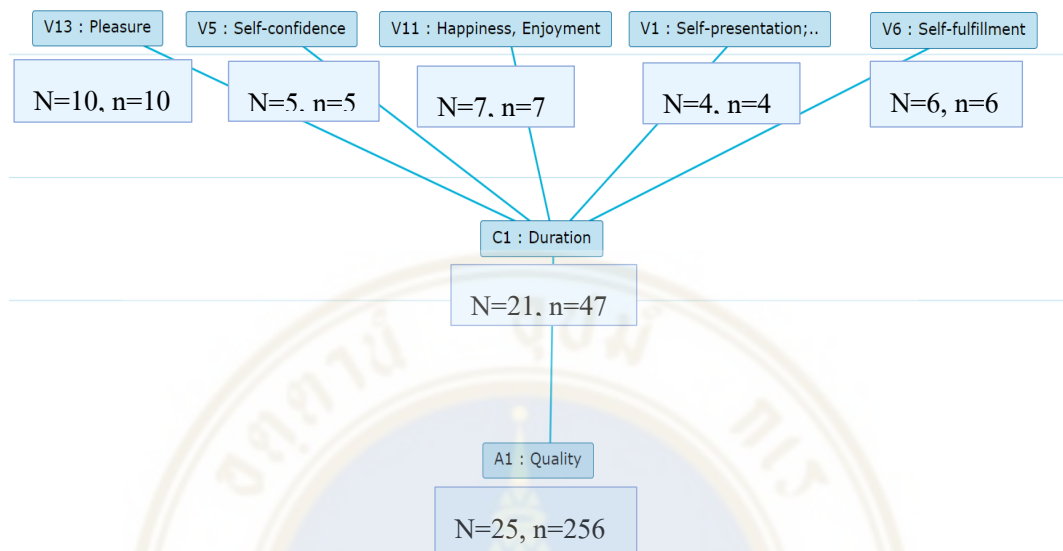 V13 : Pleasure
V5 : Self-confidence
V11 : Happiness, Enjoyment
V1 : Self-presentation;..
V6 : Self-fulfillment
N=10, n=10
N=5, n=5
N=7, n=7
N=4, n=4
N=6, n=6
C1 : Duration
N=21, n=47
A1 : Quality
N=25, n=256